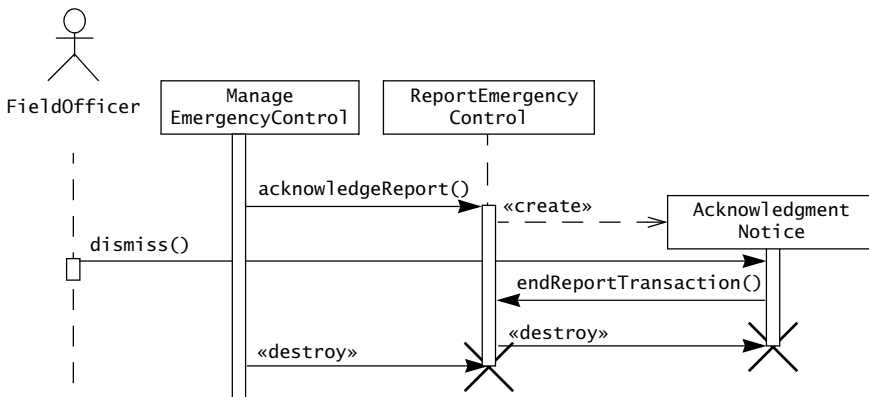 FieldOfficer
Manage
EmergencyControl
ReportEmergency
Control
acknowledgeReport()
«create»
Acknowledgment
Notice
dismiss()
endReportTransaction()
«destroy»
«destroy»